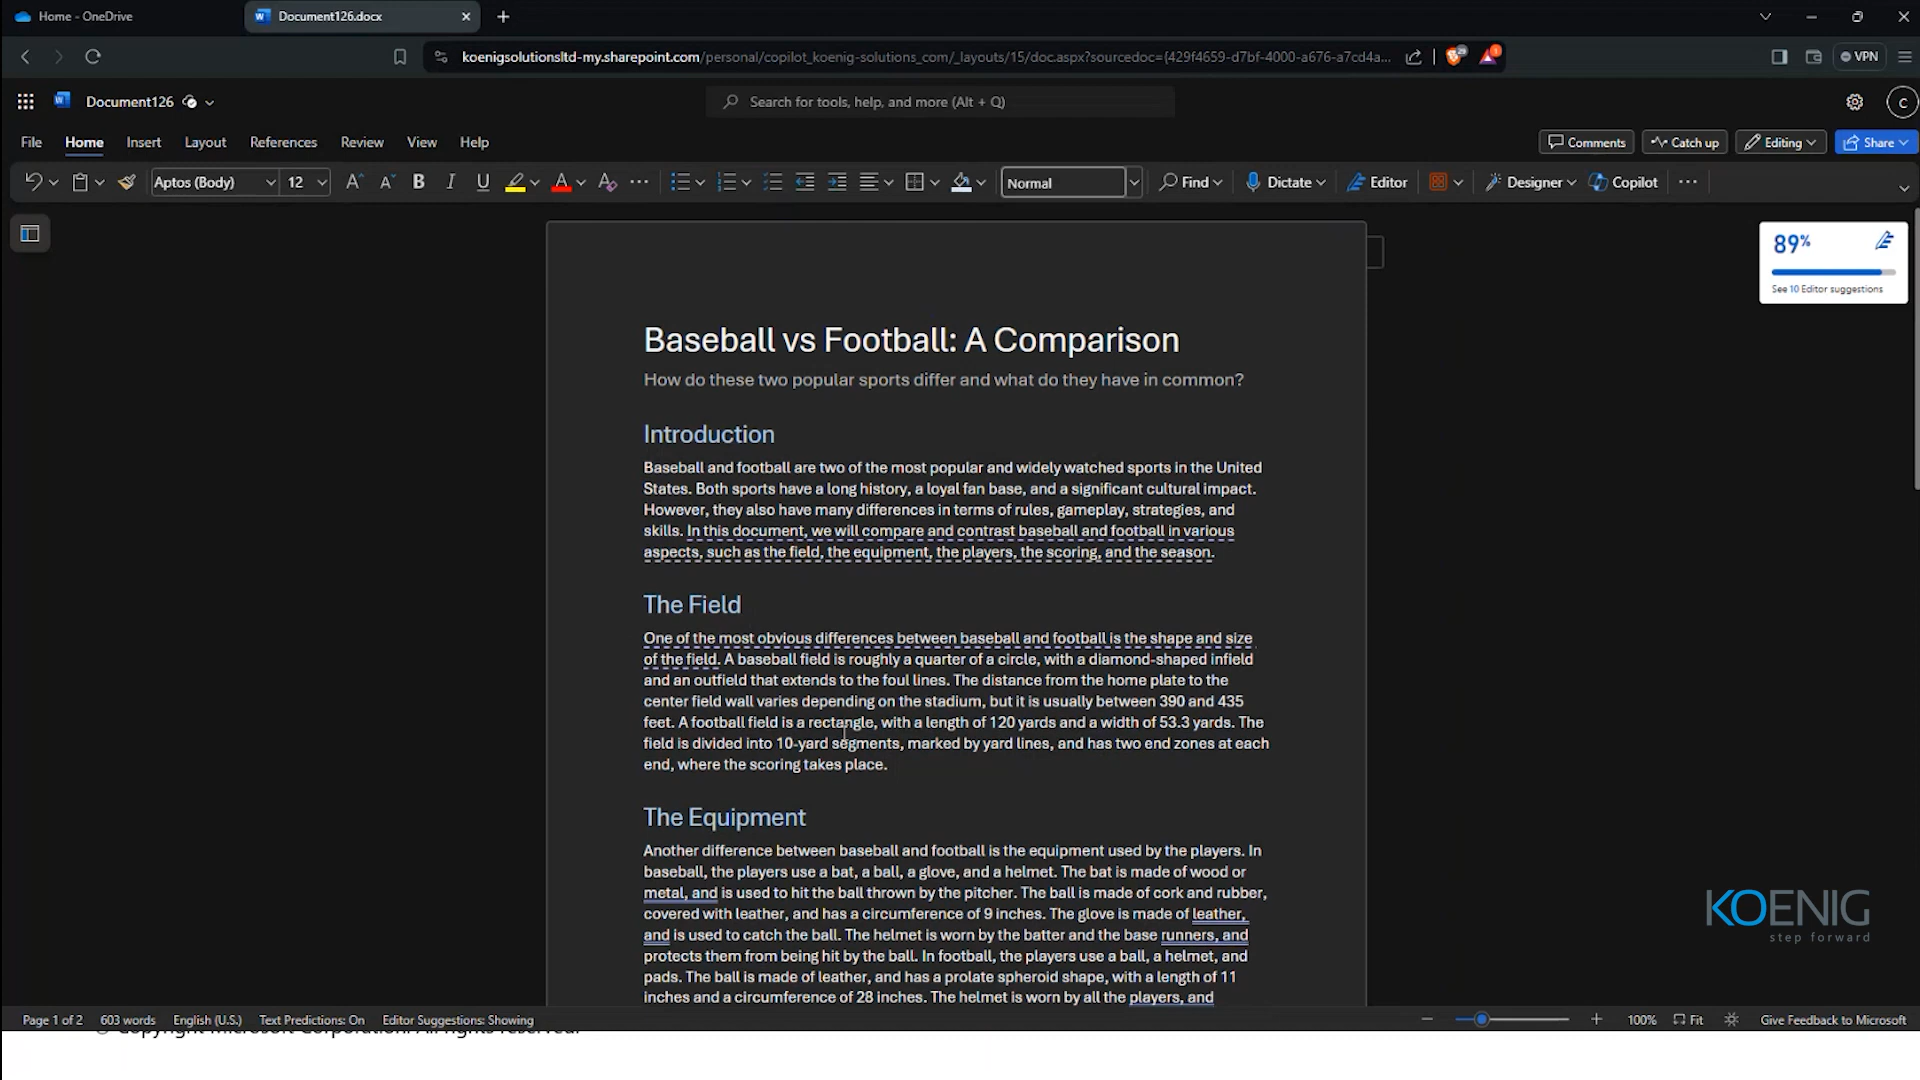 Home - OneDrive
Document126.docx
koenigsolutionsltd-my.sharepoint.com/personal/copilot_koenig-solutions_com/_layouts/15/doc.aspx?sourcedoc={429f4659-d7bf-4000-a676-a7cd4a...
VPN
Document126
Search for tools, help, and more (Alt + Q)
C
File Home Insert Layout References Review View Help
Comments Catch up Editing Share
Aptos (Body) 12 B I U Normal Find Dictate Editor Designer Copilot
89%
See 10 Editor suggestions
Baseball vs Football: A Comparison
How do these two popular sports differ and what do they have in common?
Introduction
Baseball and football are two of the most popular and widely watched sports in the United
States. Both sports have a long history, a loyal fan base, and a significant cultural impact.
However, they also have many differences in terms of rules, gameplay, strategies, and
skills. In this document, we will compare and contrast baseball and football in various
aspects, such as the field, the equipment, the players, the scoring, and the season.
The Field
One of the most obvious differences between baseball and football is the shape and size
of the field. A baseball field is roughly a quarter of a circle, with a diamond-shaped infield
and an outfield that extends to the foul lines. The distance from the home plate to the
center field wall varies depending on the stadium, but it is usually between 390 and 435
feet. A football field is a rectangle, with a length of 120 yards and a width of 53.3 yards. The
field is divided into 10-yard segments, marked by yard lines, and has two end zones at each
end, where the scoring takes place.
The Equipment
Another difference between baseball and football is the equipment used by the players. In
baseball, the players use a bat, a ball, a glove, and a helmet. The bat is made of wood or
metal, and is used to hit the ball thrown by the pitcher. The ball is made of cork and rubber,
covered with leather, and has a circumference of 9 inches. The glove is made of leather,
and is used to catch the ball. The helmet is worn by the batter and the base runners, and
protects them from being hit by the ball. In football, the players use a ball, a helmet, and
pads. The ball is made of leather, and has a prolate spheroid shape, with a length of 11
inches and a circumference of 28 inches. The helmet is worn by all the players, and
KOENIG
step forward
Page 1 of 2 603 words English (U.S.) Text Predictions: On Editor Suggestions: Showing
100% Fit Give Feedback to Microsoft
© Copyright Microsoft Corporation. All rights reserved.